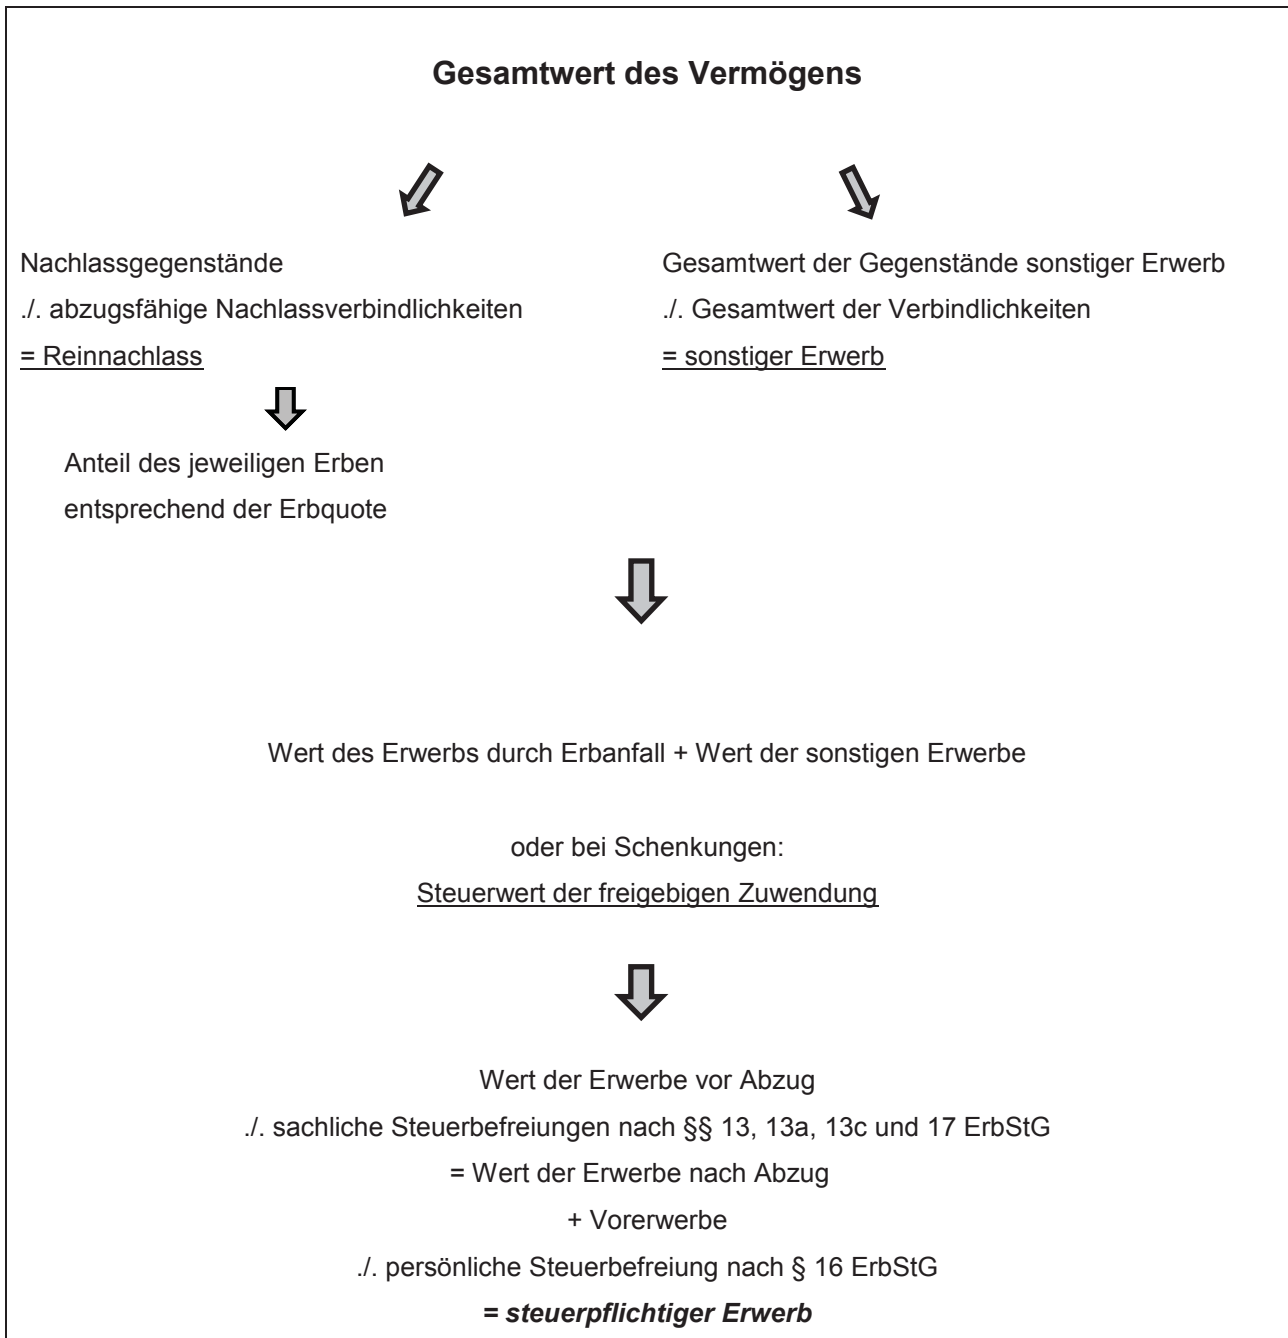 Gesamtwert des Vermögens
Nachlassgegenstände
./. abzugsfähige Nachlassverbindlichkeiten
= Reinnachlass
Gesamtwert der Gegenstände sonstiger Erwerb
./. Gesamtwert der Verbindlichkeiten
= sonstiger Erwerb
Anteil des jeweiligen Erben
entsprechend der Erbquote
Wert des Erwerbs durch Erbanfall + Wert der sonstigen Erwerbe
oder bei Schenkungen:
Steuerwert der freigebigen Zuwendung
Wert der Erwerbe vor Abzug
./. sachliche Steuerbefreiungen nach §§ 13, 13a, 13c und 17 ErbStG
= Wert der Erwerbe nach Abzug
+ Vorerwerbe
./. persönliche Steuerbefreiung nach § 16 ErbStG
= steuerpflichtiger Erwerb